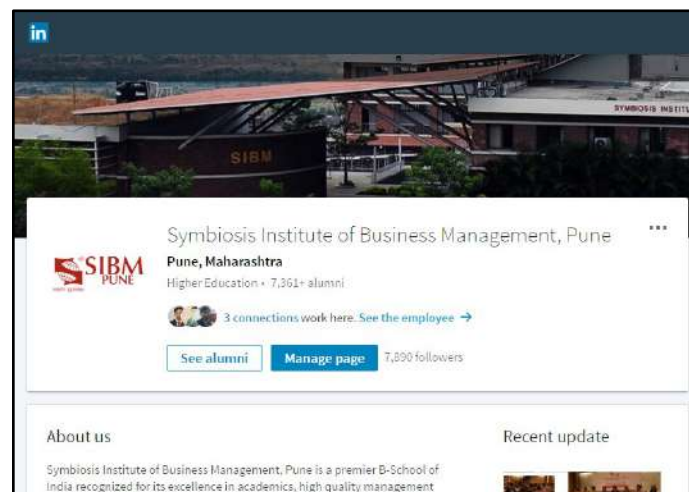 in
SIBM
SYMBIOSIS INSTITU
Symbiosis Institute of Business Management, Pune
SIBM
PUNE
Pune, Maharashtra
Higher Education • 7,361+ alumni
3 connections work here. See the employee →
See alumni
Manage page
7,890 followers
About us
Recent update
Symbiosis Institute of Business Management, Pune is a premier B-School of
India recognized for its excellence in academics, high quality management